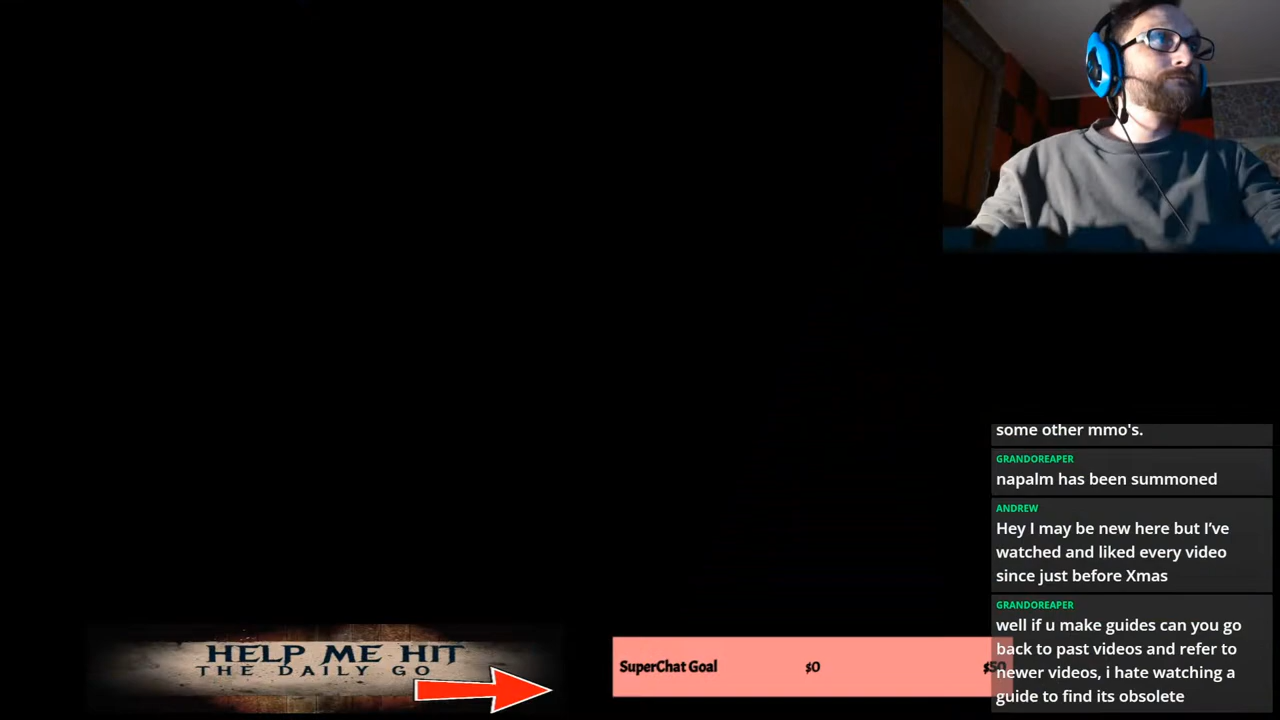 some other mmo's.
GRANDOREAPER
napalm has been summoned
ANDREW
Hey I may be new here but I've
watched and liked every video
since just before Xmas
GRANDOREAPER
well if u make guides can you go
back to past videos and refer to
newer videos, i hate watching a
guide to find its obsolete
HELP ME HIT
THE DAILY GO
SuperChat Goal $0 $50